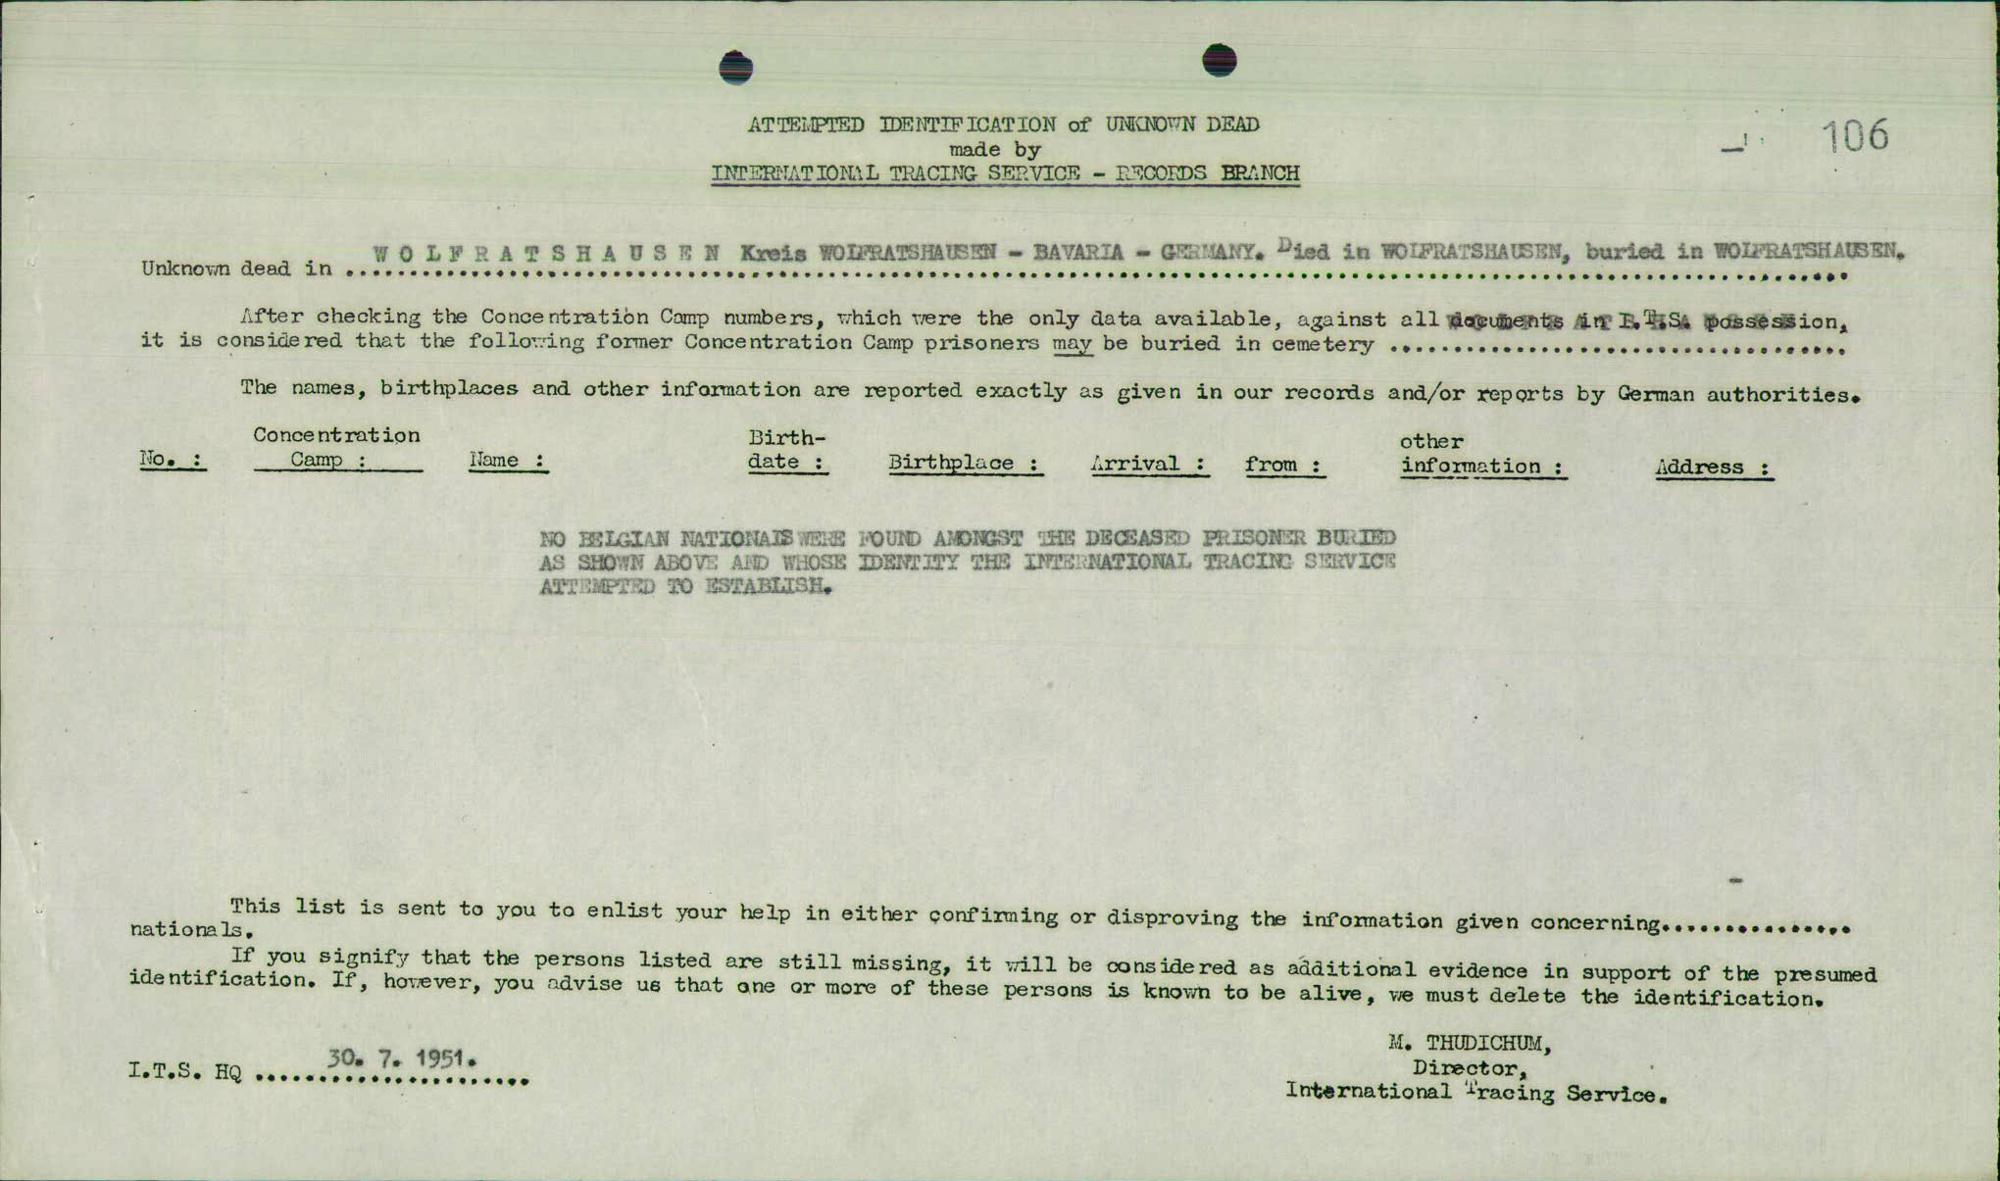 106
ATTEMPTED IDENTIFICATION of UNKNOWN DEAD
made by
INTERNATIONAL TRACING SERVICE - RECORDS BRANCH
Unknown dead in W O L F R A T S H A U S E N Kreis WOLFRATSHAUSEN - BAVARIA - GERMANY. Died in WOLFRATSHAUSEN, buried in WOLFRATSHAUSEN.
After checking the Concentration Camp numbers, which were the only data available, against all documents in I.T.S. possession,
it is considered that the following former Concentration Camp prisoners may be buried in cemetery ....................................
The names, birthplaces and other information are reported exactly as given in our records and/or reports by German authorities.
No. : Concentration Camp : Name : Birth-date : Birthplace : Arrival : from : other information : Address :
NO BELGIAN NATIONALS WERE FOUND AMONGST THE DECEASED PRISONER BURIED
AS SHOWN ABOVE AND WHOSE IDENTITY THE INTERNATIONAL TRACING SERVICE
ATTEMPTED TO ESTABLISH.
This list is sent to you to enlist your help in either confirming or disproving the information given concerning...............
nationals.
If you signify that the persons listed are still missing, it will be considered as additional evidence in support of the presumed
identification. If, however, you advise us that one or more of these persons is known to be alive, we must delete the identification.
M. THUDICHUM,
Director,
International Tracing Service.
I.T.S. HQ 30. 7. 1951.